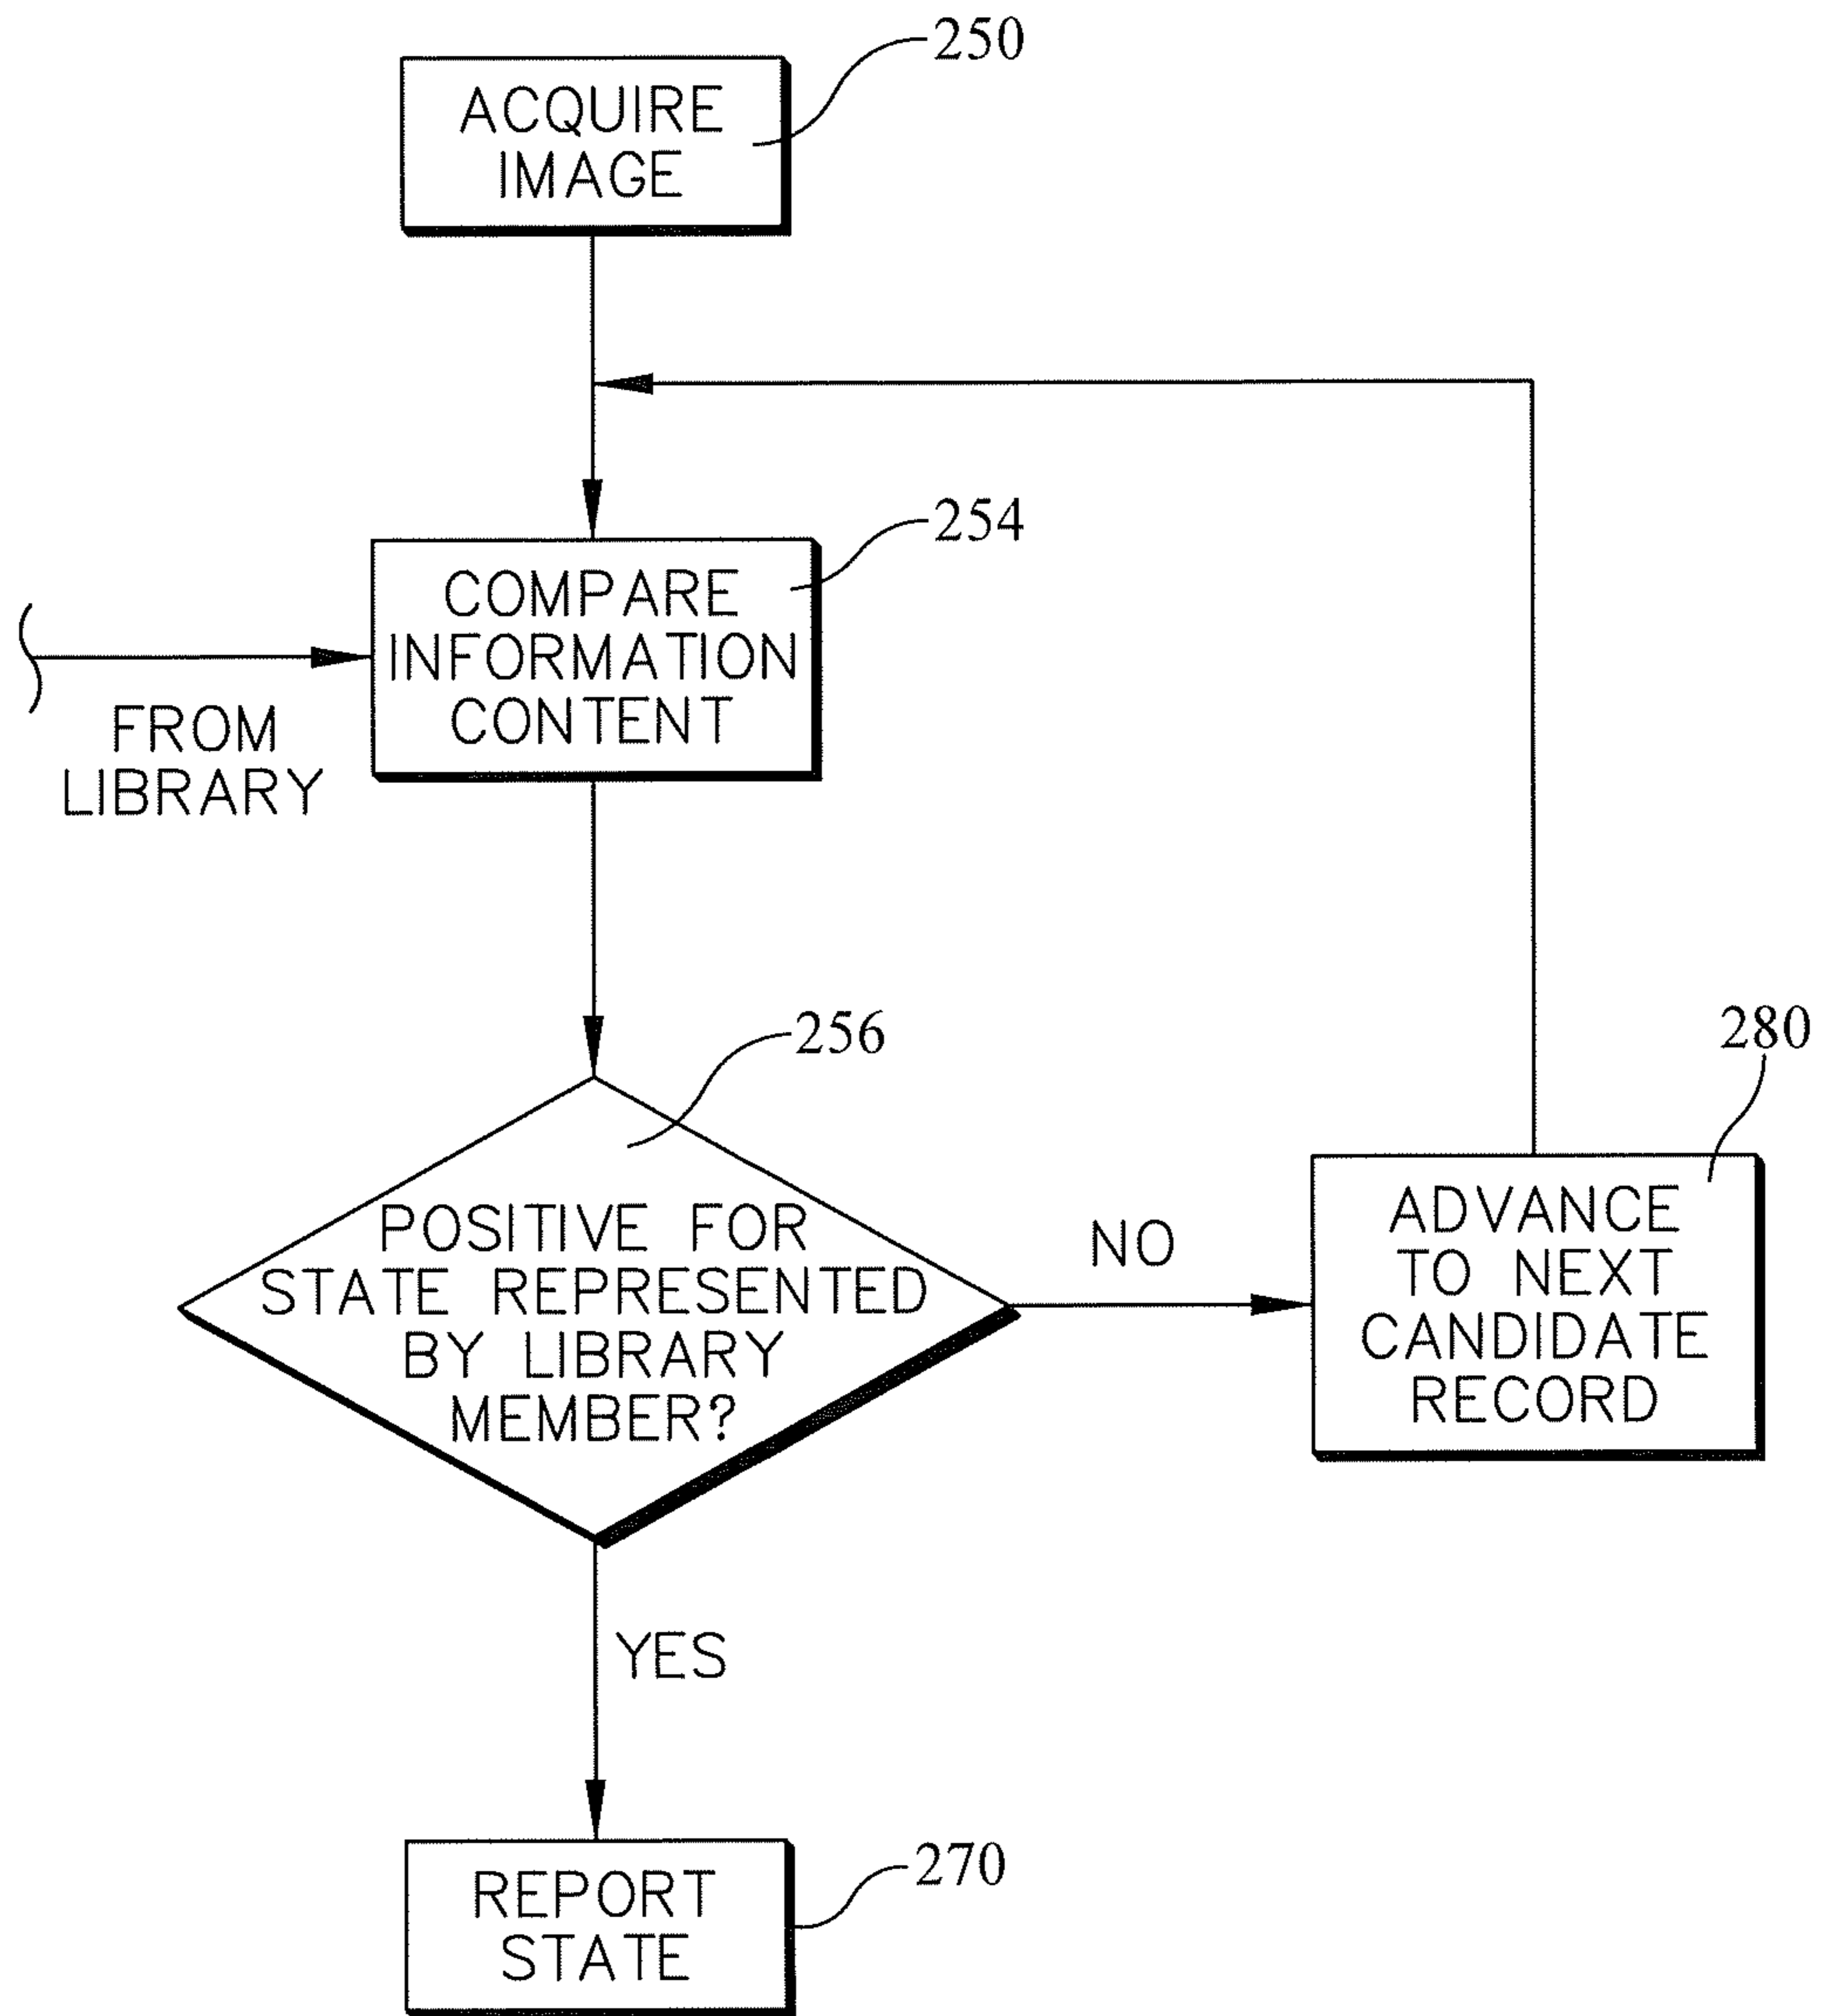 250
ACQUIRE
IMAGE
254
COMPARE
INFORMATION
CONTENT
FROM
LIBRARY
256
280
POSITIVE FOR
STATE REPRESENTED
BY LIBRARY
MEMBER?
NO
ADVANCE
TO NEXT
CANDIDATE
RECORD
YES
270
REPORT
STATE